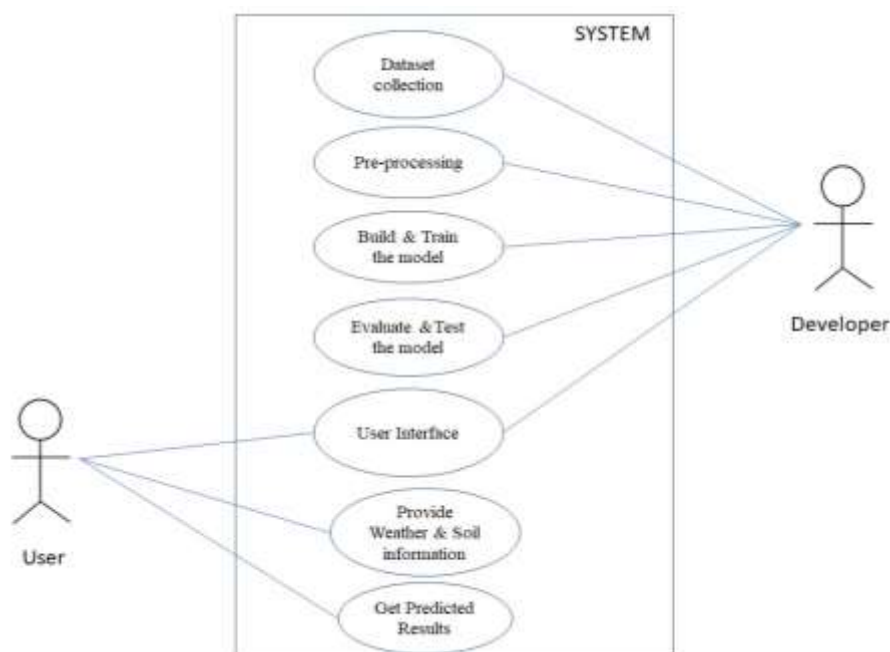 SYSTEM
Dataset
collection
Pre-processing
Build & Train
the model
Evaluate &Test
the model
Developer
User Interface
User
Provide
Weather & Soil
information
Get Predicted
Results